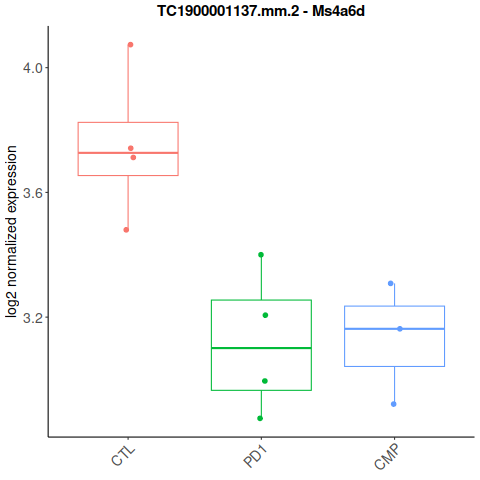 TC1900001137.mm.2 - Ms4a6d
log2 normalized expression
4.0
3.6
3.2
CTL
PD1
CMP